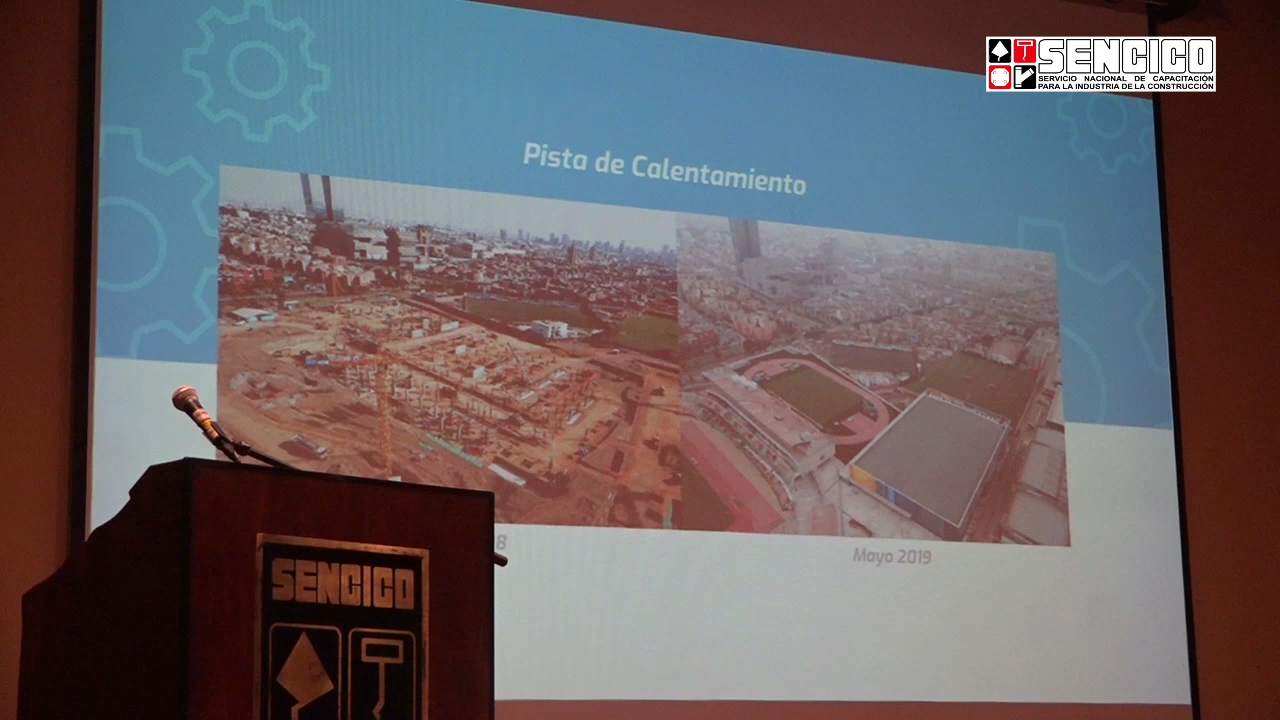 SENCICO
SERVICIO NACIONAL DE CAPACITACIÓN
PARA LA INDUSTRIA DE LA CONSTRUCCIÓN
Pista de Calentamiento
8
Mayo 2019
SENCICO